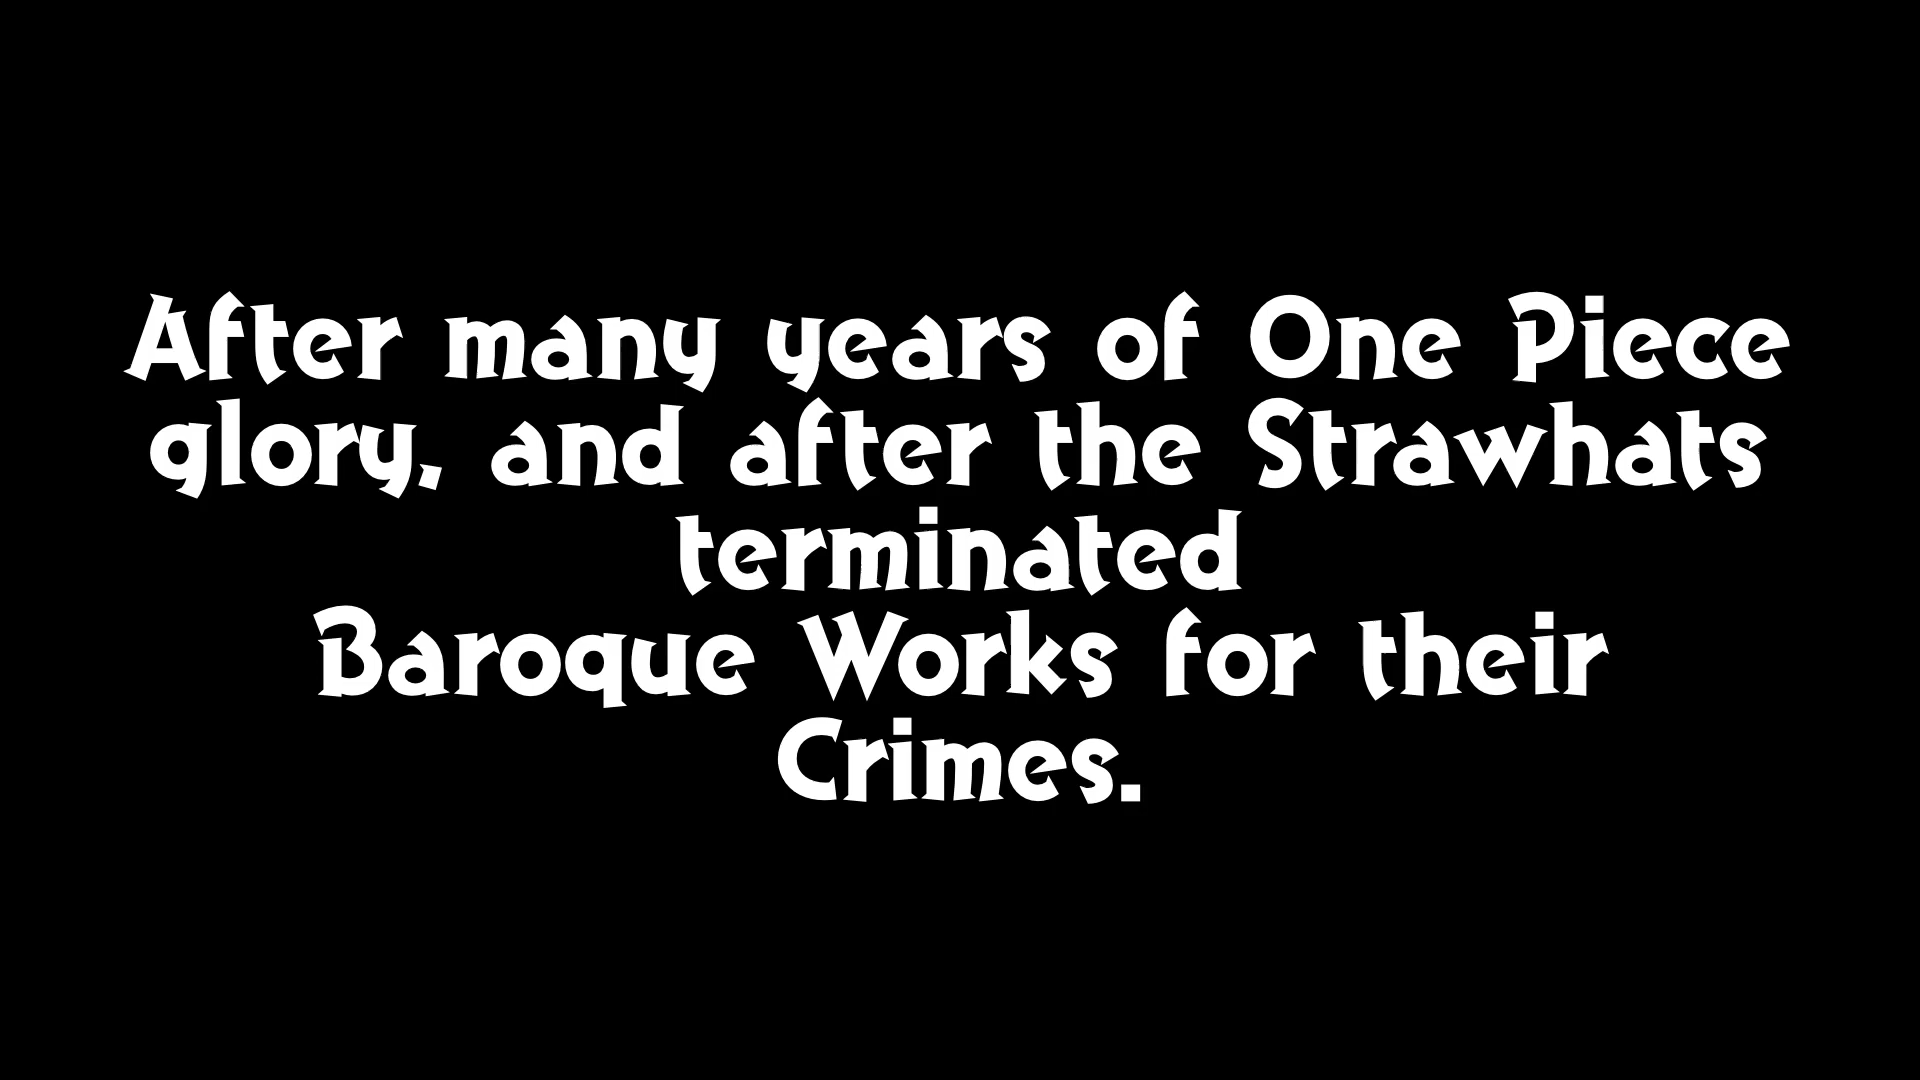 After many years of One Piece
glory, and after the Strawhats
terminated
Baroque Works for their
Crimes.